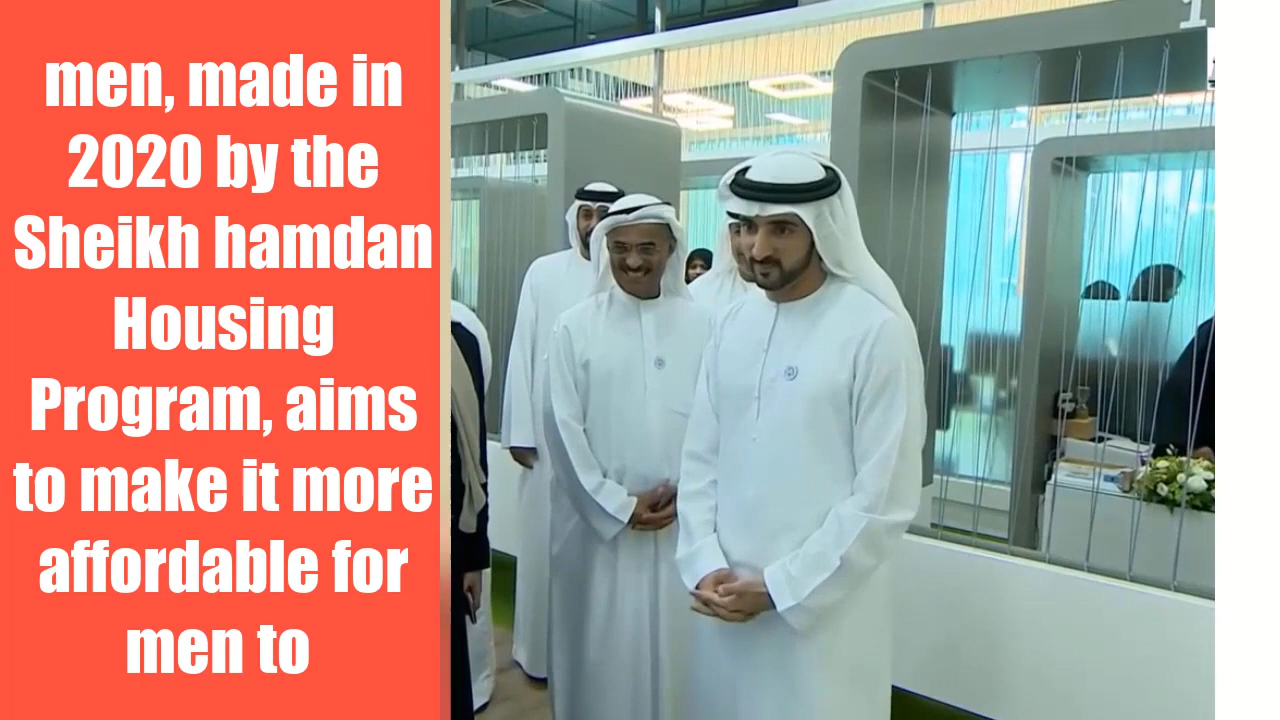 men, made in
2020 by the
Sheikh hamdan
Housing
Program, aims
to make it more
affordable for
men to
1